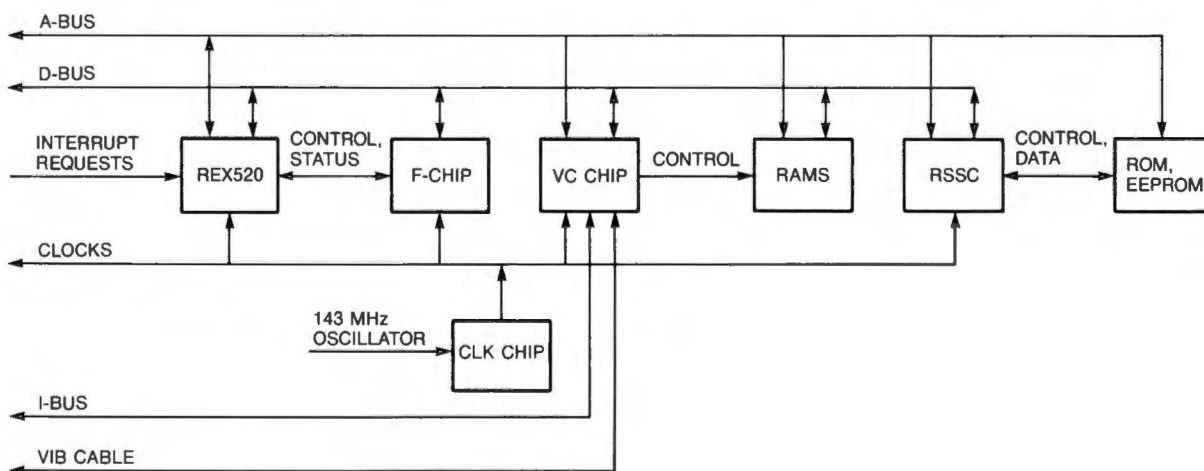 A-BUS
D-BUS
INTERRUPT
REQUESTS
REX520
CONTROL,
STATUS
F-CHIP
VC CHIP
CONTROL
RAMS
RSSC
CONTROL,
DATA
ROM,
EEPROM
CLOCKS
143 MHz
OSCILLATOR
CLK CHIP
I-BUS
VIB CABLE